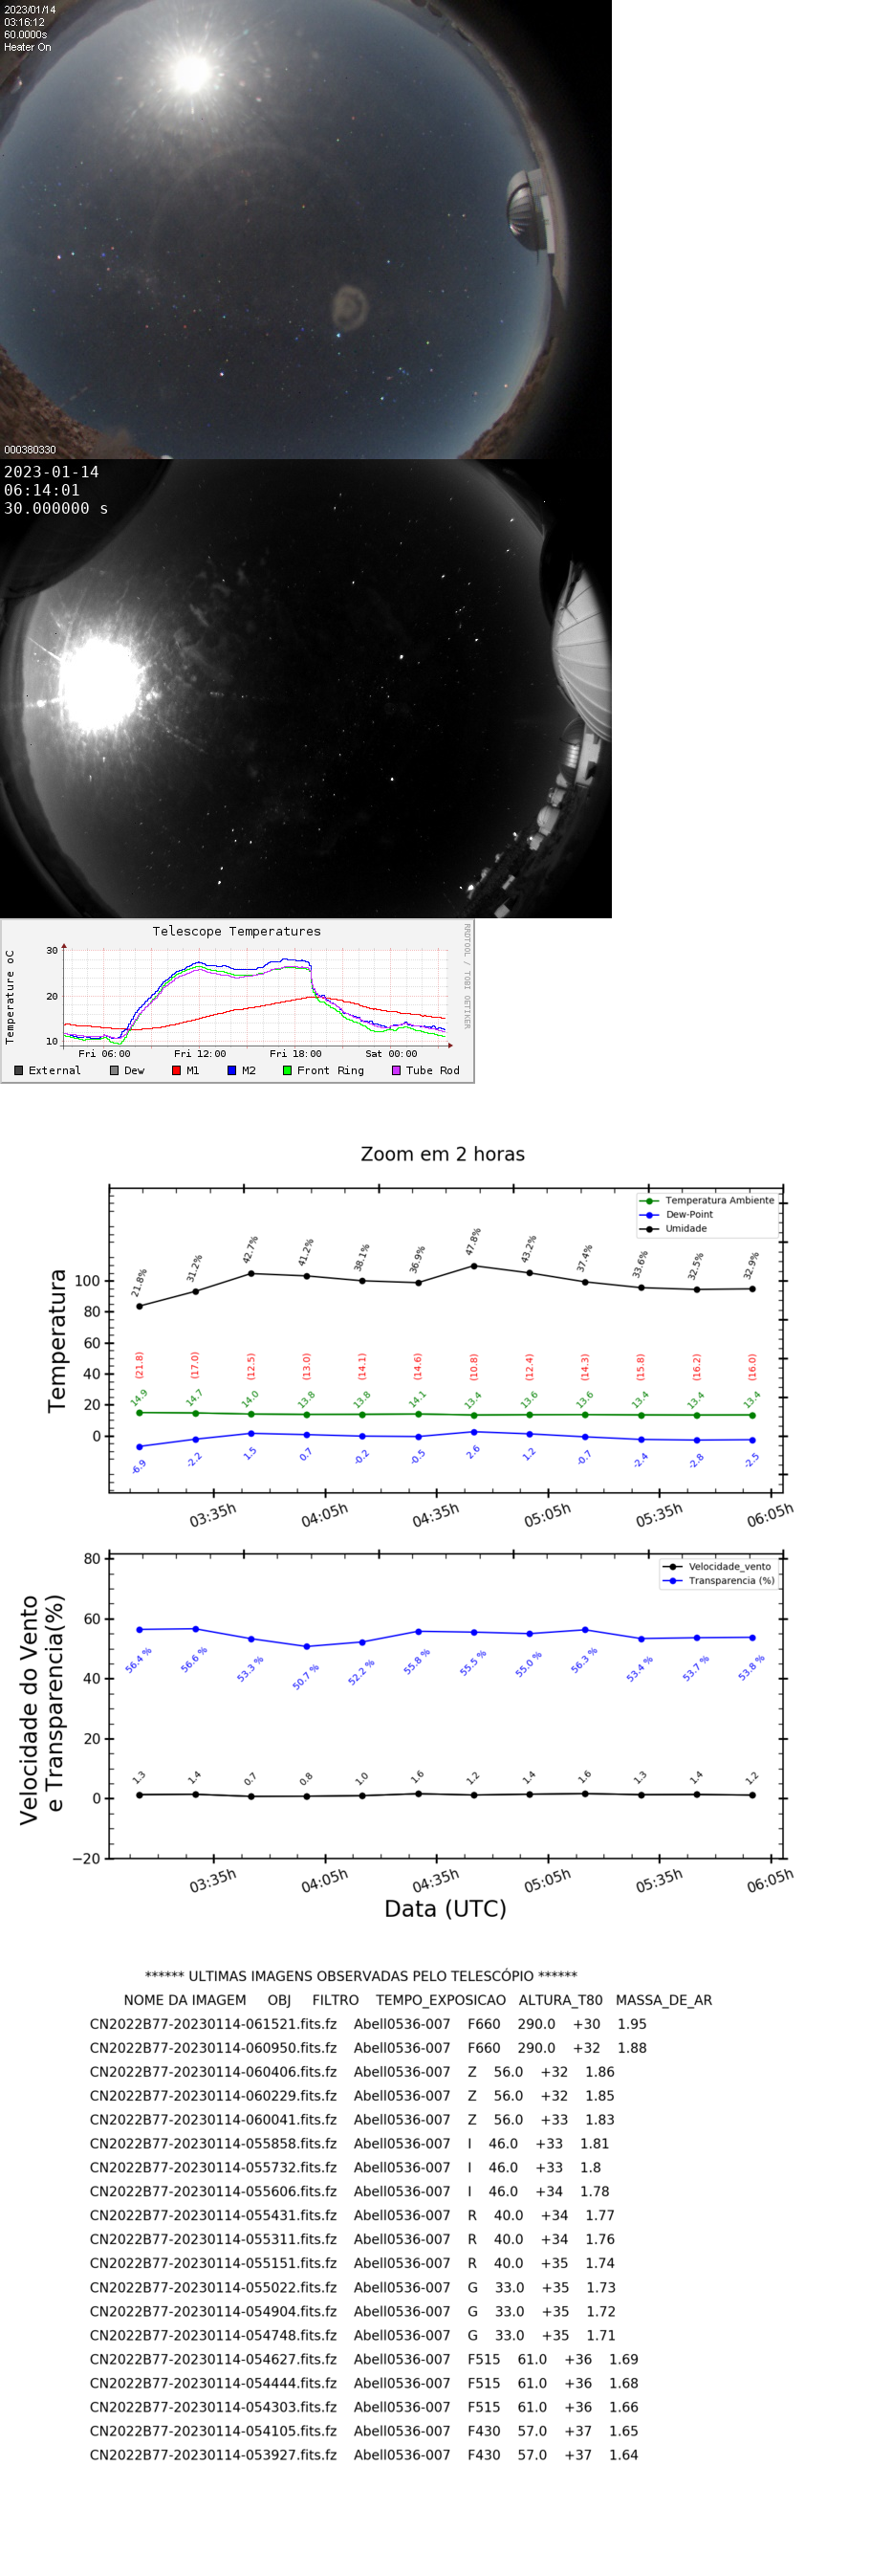 2023/01/14
03:16:12
60.0000s
Heater On
000380330
2023-01-14
06:14:01
30.000000 s
Telescope Temperatures
RRDTOOL / TOBI OETIKER
Temperature oC
30
20
10
Fri 06:00 Fri 12:00 Fri 18:00 Sat 00:00
External Dew M1 M2 Front Ring Tube Rod
Zoom em 2 horas
Temperatura Ambiente
Dew-Point
Umidade
Temperatura
100
80
60
40
20
0
21.8% 31.2% 42.7% 41.2% 38.1% 36.9% 47.8% 43.2% 37.4% 33.6% 32.5% 32.9%
(21.8) (17.0) (12.5) (13.0) (14.1) (14.6) (10.8) (12.4) (14.3) (15.8) (16.2) (16.0)
14.9 14.7 14.0 13.8 13.8 14.1 13.4 13.6 13.6 13.4 13.4 13.4
-6.9 -2.2 1.5 0.7 -0.2 -0.5 2.6 1.2 -0.7 -2.4 -2.8 -2.5
03:35h 04:05h 04:35h 05:05h 05:35h 06:05h
Velocidade_vento
Transparencia (%)
Velocidade do Vento
e Transparencia(%)
80
60
40
20
0
−20
56.4 % 56.6 % 53.3 % 50.7 % 52.2 % 55.8 % 55.5 % 55.0 % 56.3 % 53.4 % 53.7 % 53.8 %
1.3 1.4 0.7 0.8 1.0 1.6 1.2 1.4 1.6 1.3 1.4 1.2
03:35h 04:05h 04:35h 05:05h 05:35h 06:05h
Data (UTC)
****** ULTIMAS IMAGENS OBSERVADAS PELO TELESCÓPIO ******
NOME DA IMAGEM OBJ FILTRO TEMPO_EXPOSICAO ALTURA_T80 MASSA_DE_AR
CN2022B77-20230114-061521.fits.fz Abell0536-007 F660 290.0 +30 1.95
CN2022B77-20230114-060950.fits.fz Abell0536-007 F660 290.0 +32 1.88
CN2022B77-20230114-060406.fits.fz Abell0536-007 Z 56.0 +32 1.86
CN2022B77-20230114-060229.fits.fz Abell0536-007 Z 56.0 +32 1.85
CN2022B77-20230114-060041.fits.fz Abell0536-007 Z 56.0 +33 1.83
CN2022B77-20230114-055858.fits.fz Abell0536-007 I 46.0 +33 1.81
CN2022B77-20230114-055732.fits.fz Abell0536-007 I 46.0 +33 1.8
CN2022B77-20230114-055606.fits.fz Abell0536-007 I 46.0 +34 1.78
CN2022B77-20230114-055431.fits.fz Abell0536-007 R 40.0 +34 1.77
CN2022B77-20230114-055311.fits.fz Abell0536-007 R 40.0 +34 1.76
CN2022B77-20230114-055151.fits.fz Abell0536-007 R 40.0 +35 1.74
CN2022B77-20230114-055022.fits.fz Abell0536-007 G 33.0 +35 1.73
CN2022B77-20230114-054904.fits.fz Abell0536-007 G 33.0 +35 1.72
CN2022B77-20230114-054748.fits.fz Abell0536-007 G 33.0 +35 1.71
CN2022B77-20230114-054627.fits.fz Abell0536-007 F515 61.0 +36 1.69
CN2022B77-20230114-054444.fits.fz Abell0536-007 F515 61.0 +36 1.68
CN2022B77-20230114-054303.fits.fz Abell0536-007 F515 61.0 +36 1.66
CN2022B77-20230114-054105.fits.fz Abell0536-007 F430 57.0 +37 1.65
CN2022B77-20230114-053927.fits.fz Abell0536-007 F430 57.0 +37 1.64